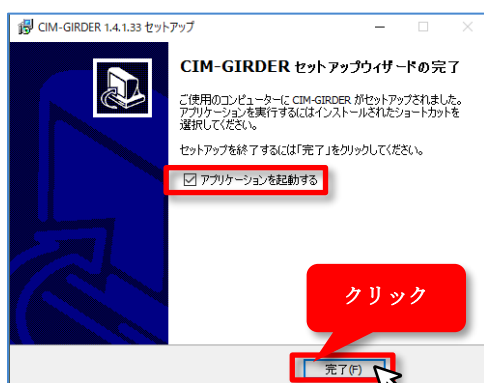 CIM-GIRDER 1.4.1.33 セットアップ
CIM-GIRDER セットアップウィザードの完了
ご使用のコンピューターに CIM-GIRDER がセットアップされました。
アプリケーションを実行するにはインストールされたショートカットを
選択してください。
セットアップを終了するには「完了」をクリックしてください。
アプリケーションを起動する
クリック
完了(F)